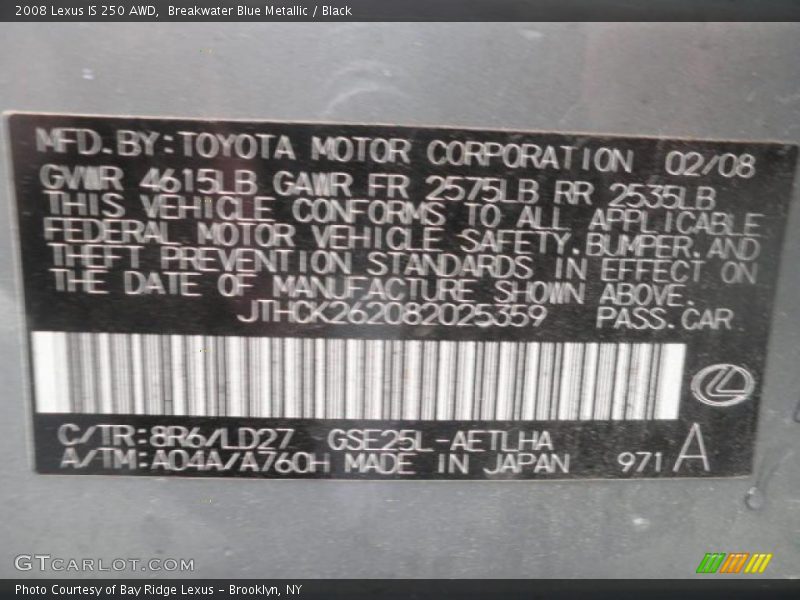 2008 Lexus IS 250 AWD,  Breakwater Blue Metallic / Black
MFD.BY:TOYOTA MOTOR CORPORATION 02/08
GVWR 4615LB GAWR FR 2575LB RR 2535LB
THIS VEHICLE CONFORMS TO ALL APPLICABLE
FEDERAL MOTOR VEHICLE SAFETY.BUMPER.AND
THEFT PREVENTION STANDARDS IN EFFECT ON
THE DATE OF MANUFACTURE SHOWN ABOVE.
JTHCK262082025359 PASS.CAR
C/TR:8R6/LD27 GSE25L-AETLHA
A/TM:A04A/A760H MADE IN JAPAN 971 A
GTCARLOT.COM
Photo Courtesy of Bay Ridge Lexus - Brooklyn, NY